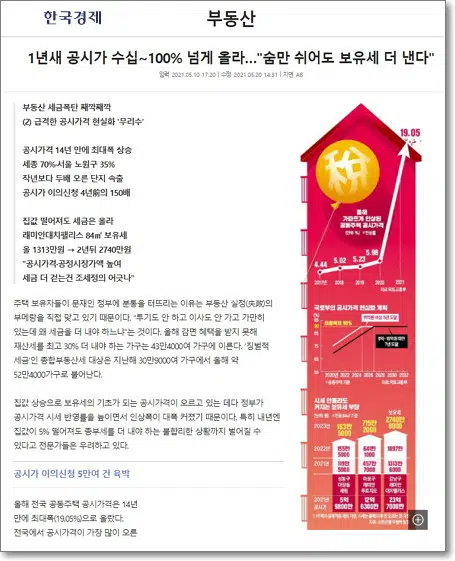 한국경제
부동산
1년새 공시가 수십~100% 넘게 올라..."숨만 쉬어도 보유세 더 낸다"
입력 2021.05.10 17:20 | 수정 2021.05.20 14:31 | 지면 A8
부동산 세금폭탄 째깍째깍
(2) 급격한 공시가격 현실화 '무리수'
공시가격 14년 만에 최대폭 상승
세종 70%·서울 노원구 35%
작년보다 두배 오른 단지 속출
공시가 이의신청 4년前의 150배
집값 떨어져도 세금은 올라
래미안대치팰리스 84㎡ 보유세
올 1313만원 → 2년뒤 2740만원
"공시가격·공정시장가액 높여
세금 더 걷는건 조세정의 어긋나"
주택 보유자들이 문재인 정부에 분통을 터뜨리는 이유는 부동산 실정(失政)의
부메랑을 직접 맞고 있기 때문이다. "투기도 안 하고 이사도 안 가고 가만히
있는데 왜 세금을 더 내야 하느냐"는 것이다. 올해 감면 혜택을 받지 못해
재산세를 최고 30% 더 내야 하는 가구는 43만4000여 가구에 이른다. '징벌적
세금'인 종합부동산세 대상은 지난해 30만9000여 가구에서 올해 약
52만4000가구로 불어난다.
집값 상승으로 보유세의 기초가 되는 공시가격이 오르고 있는 데다 정부가
공시가격 시세 반영률을 높이면서 인상폭이 대폭 커졌기 때문이다. 특히 내년엔
집값이 5% 떨어져도 종부세를 더 내야 하는 불합리한 상황까지 벌어질 수
있다고 전문가들은 우려하고 있다.
공시가 이의신청 5만여 건 육박
올해 전국 공동주택 공시가격은 14년
만에 최대폭(19.05%)으로 올랐다.
전국에서 공시가격이 가장 많이 오른
稅
19.05
올해
가파르게 인상된
공동주택 공시가격
4.44
5.02
5.23
5.98
2017년
2018
2019
2020
2021
국토부의 공시가격 현실화 계획
시세 안올라도
커지는 보유세 부담
2023년
2022년
2021년
보유세